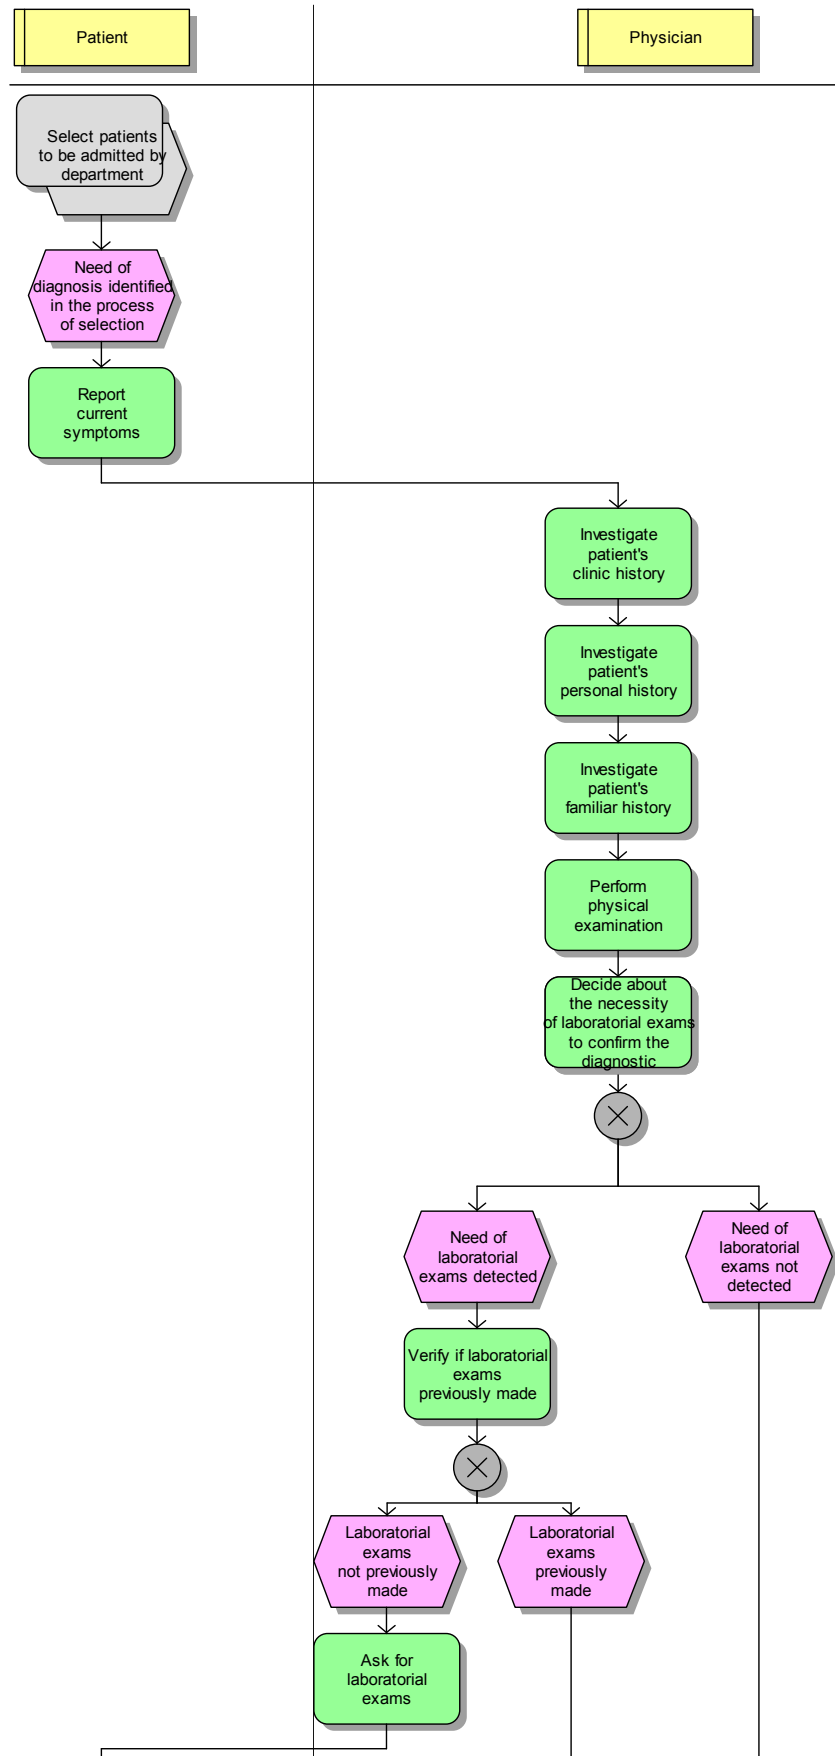 Patient
Physician
Select patients
to be admitted by
department
Need of
diagnosis identified
in the process
of selection
Report
current
symptoms
Investigate
patient's
clinic history
Investigate
patient's
personal history
Investigate
patient's
familiar history
Perform
physical
examination
Decide about
the necessity
of laboratorial exams
to confirm the
diagnostic
Need of
laboratorial
exams detected
Need of
laboratorial
exams not
detected
Verify if laboratorial
exams
previously made
Laboratorial
exams
not previously
made
Laboratorial
exams
previously
made
Ask for
laboratorial
exams